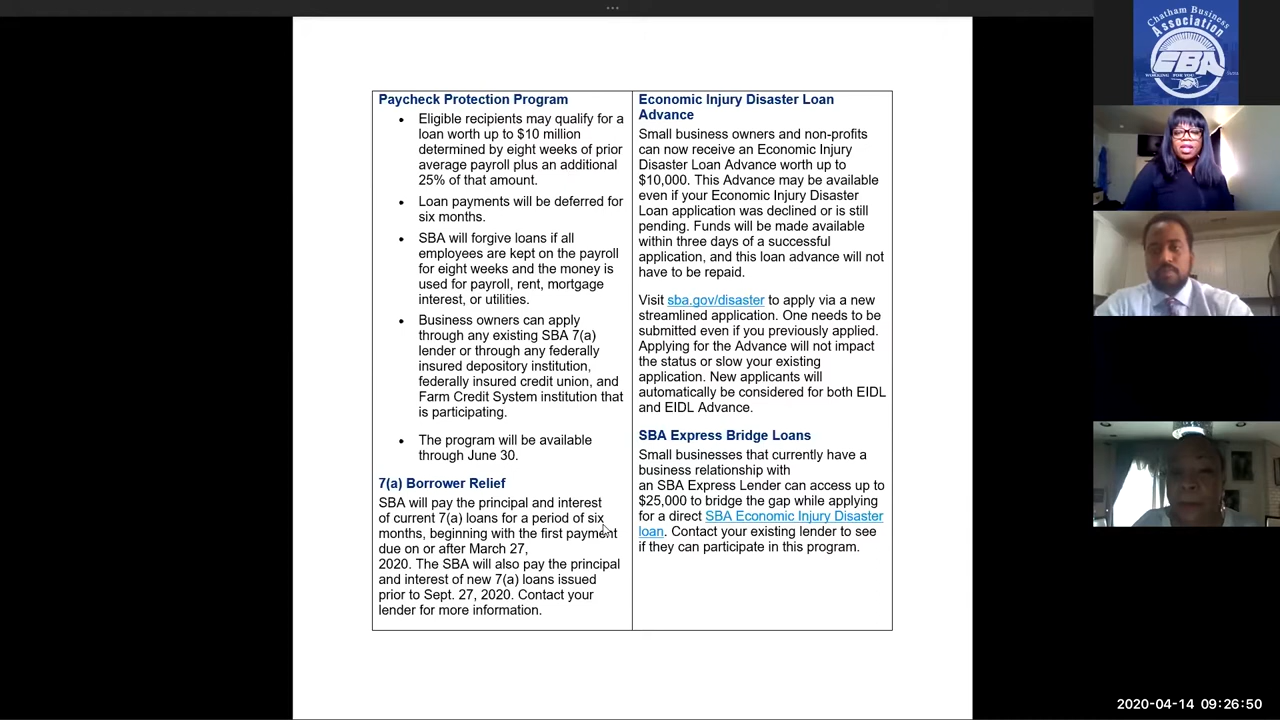 Paycheck Protection Program
Eligible recipients may qualify for a
loan worth up to $10 million
determined by eight weeks of prior
average payroll plus an additional
25% of that amount.
Loan payments will be deferred for
six months.
SBA will forgive loans if all
employees are kept on the payroll
for eight weeks and the money is
used for payroll, rent, mortgage
interest, or utilities.
Business owners can apply
through any existing SBA 7(a)
lender or through any federally
insured depository institution,
federally insured credit union, and
Farm Credit System institution that
is participating.
The program will be available
through June 30.
7(a) Borrower Relief
SBA will pay the principal and interest
of current 7(a) loans for a period of six
months, beginning with the first payment
due on or after March 27,
2020. The SBA will also pay the principal
and interest of new 7(a) loans issued
prior to Sept. 27, 2020. Contact your
lender for more information.
Economic Injury Disaster Loan
Advance
Small business owners and non-profits
can now receive an Economic Injury
Disaster Loan Advance worth up to
$10,000. This Advance may be available
even if your Economic Injury Disaster
Loan application was declined or is still
pending. Funds will be made available
within three days of a successful
application, and this loan advance will not
have to be repaid.
Visit sba.gov/disaster to apply via a new
streamlined application. One needs to be
submitted even if you previously applied.
Applying for the Advance will not impact
the status or slow your existing
application. New applicants will
automatically be considered for both EIDL
and EIDL Advance.
SBA Express Bridge Loans
Small businesses that currently have a
business relationship with
an SBA Express Lender can access up to
$25,000 to bridge the gap while applying
for a direct SBA Economic Injury Disaster
loan. Contact your existing lender to see
if they can participate in this program.
Chatham Business
Association
CBA
WORKING FOR YOU
2020-04-14 09:26:50